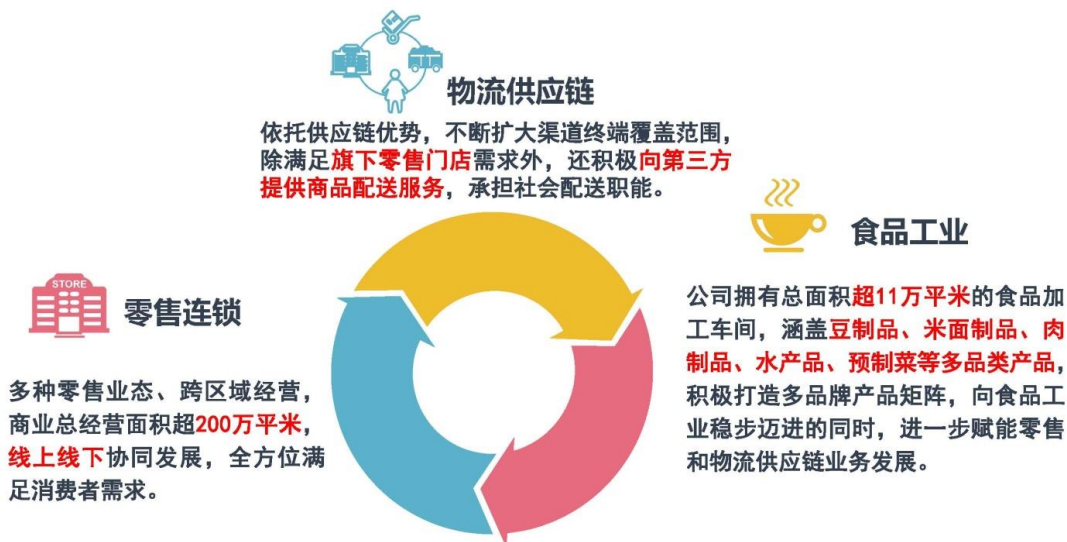 物流供应链
依托供应链优势，不断扩大渠道终端覆盖范围，
除满足旗下零售门店需求外，还积极向第三方
提供商品配送服务，承担社会配送职能。
食品工业
公司拥有总面积超11万平米的食品加
工车间，涵盖豆制品、米面制品、肉
制品、水产品、预制菜等多品类产品，
积极打造多品牌产品矩阵，向食品工
业稳步迈进的同时，进一步赋能零售
和物流供应链业务发展。
STORE
零售连锁
多种零售业态、跨区域经营，
商业总经营面积超200万平米，
线上线下协同发展，全方位满
足消费者需求。